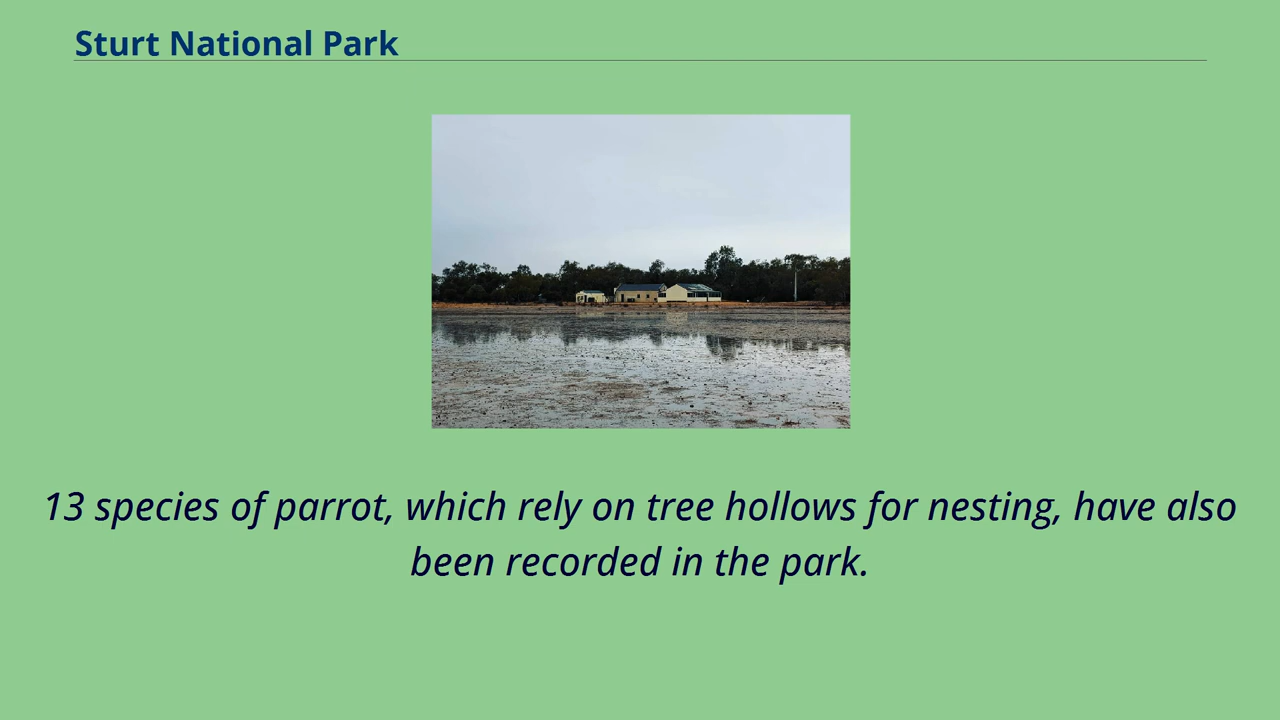 Sturt National Park
13 species of parrot, which rely on tree hollows for nesting, have also
been recorded in the park.